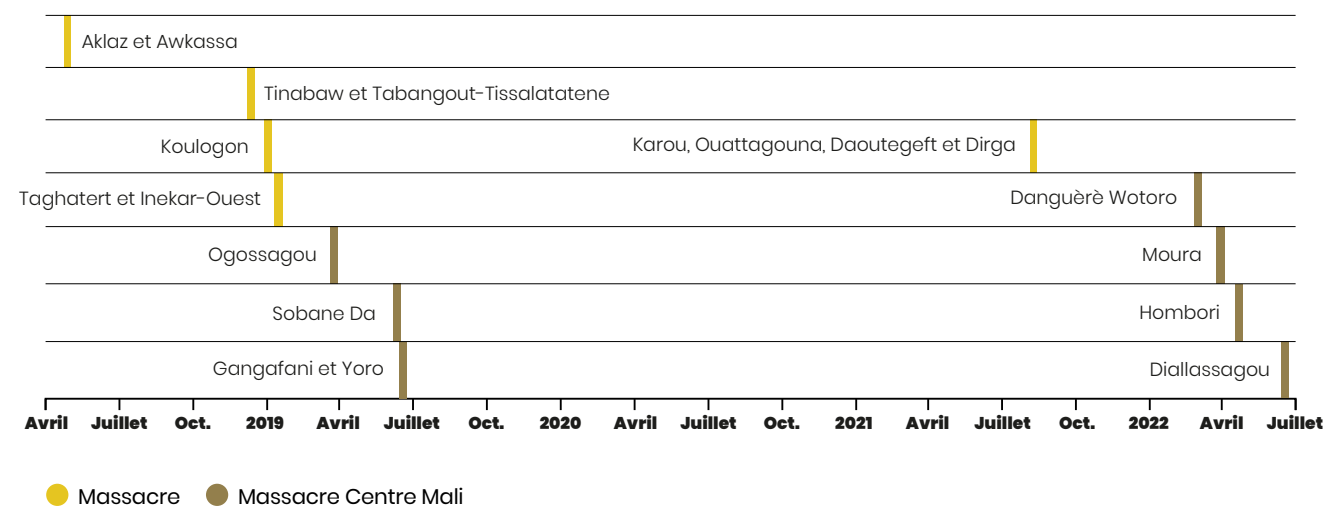 Aklaz et Awkassa
Tinabaw et Tabangout-Tissalatatene
Koulogon
Karou, Ouattagouna, Daoutegeft et Dirga
Taghatert et Inekar-Ouest
Danguèrè Wotoro
Ogossagou
Moura
Sobane Da
Hombori
Gangafani et Yoro
Diallassagou
Avril Juillet Oct. 2019 Avril Juillet Oct. 2020 Avril Juillet Oct. 2021 Avril Juillet Oct. 2022 Avril Juillet
Massacre Massacre Centre Mali